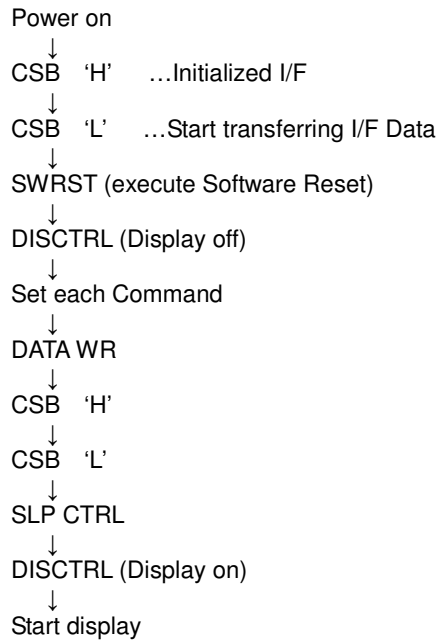 Power on
↓
CSB ‘H’ …Initialized I/F
↓
CSB ‘L’ …Start transferring I/F Data
↓
SWRST (execute Software Reset)
↓
DISCTRL (Display off)
↓
Set each Command
↓
DATA WR
↓
CSB ‘H’
↓
CSB ‘L’
↓
SLP CTRL
↓
DISCTRL (Display on)
↓
Start display